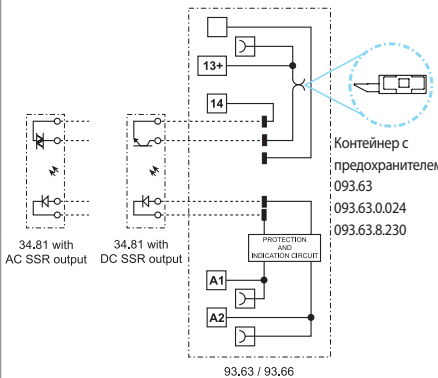 13+
14
Контейнер с
предохранителем
093.63
093.63.0.024
093.63.8.230
34.81 with
AC SSR output
34.81 with
DC SSR output
PROTECTION
AND
INDICATION CIRCUIT
A1
A2
93.63 / 93.66